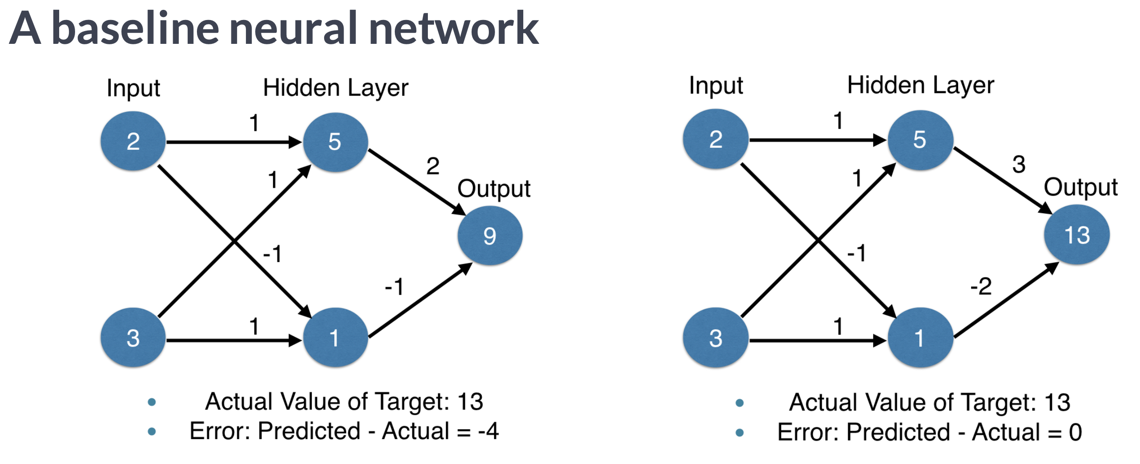 A baseline neural network
Input Hidden Layer
2 1 5
1 2
Output
9
-1
-1
3 1 1
• Actual Value of Target: 13
• Error: Predicted - Actual = -4
Input Hidden Layer
2 1 5
1 3
Output
13
-1
-2
3 1 1
• Actual Value of Target: 13
• Error: Predicted - Actual = 0